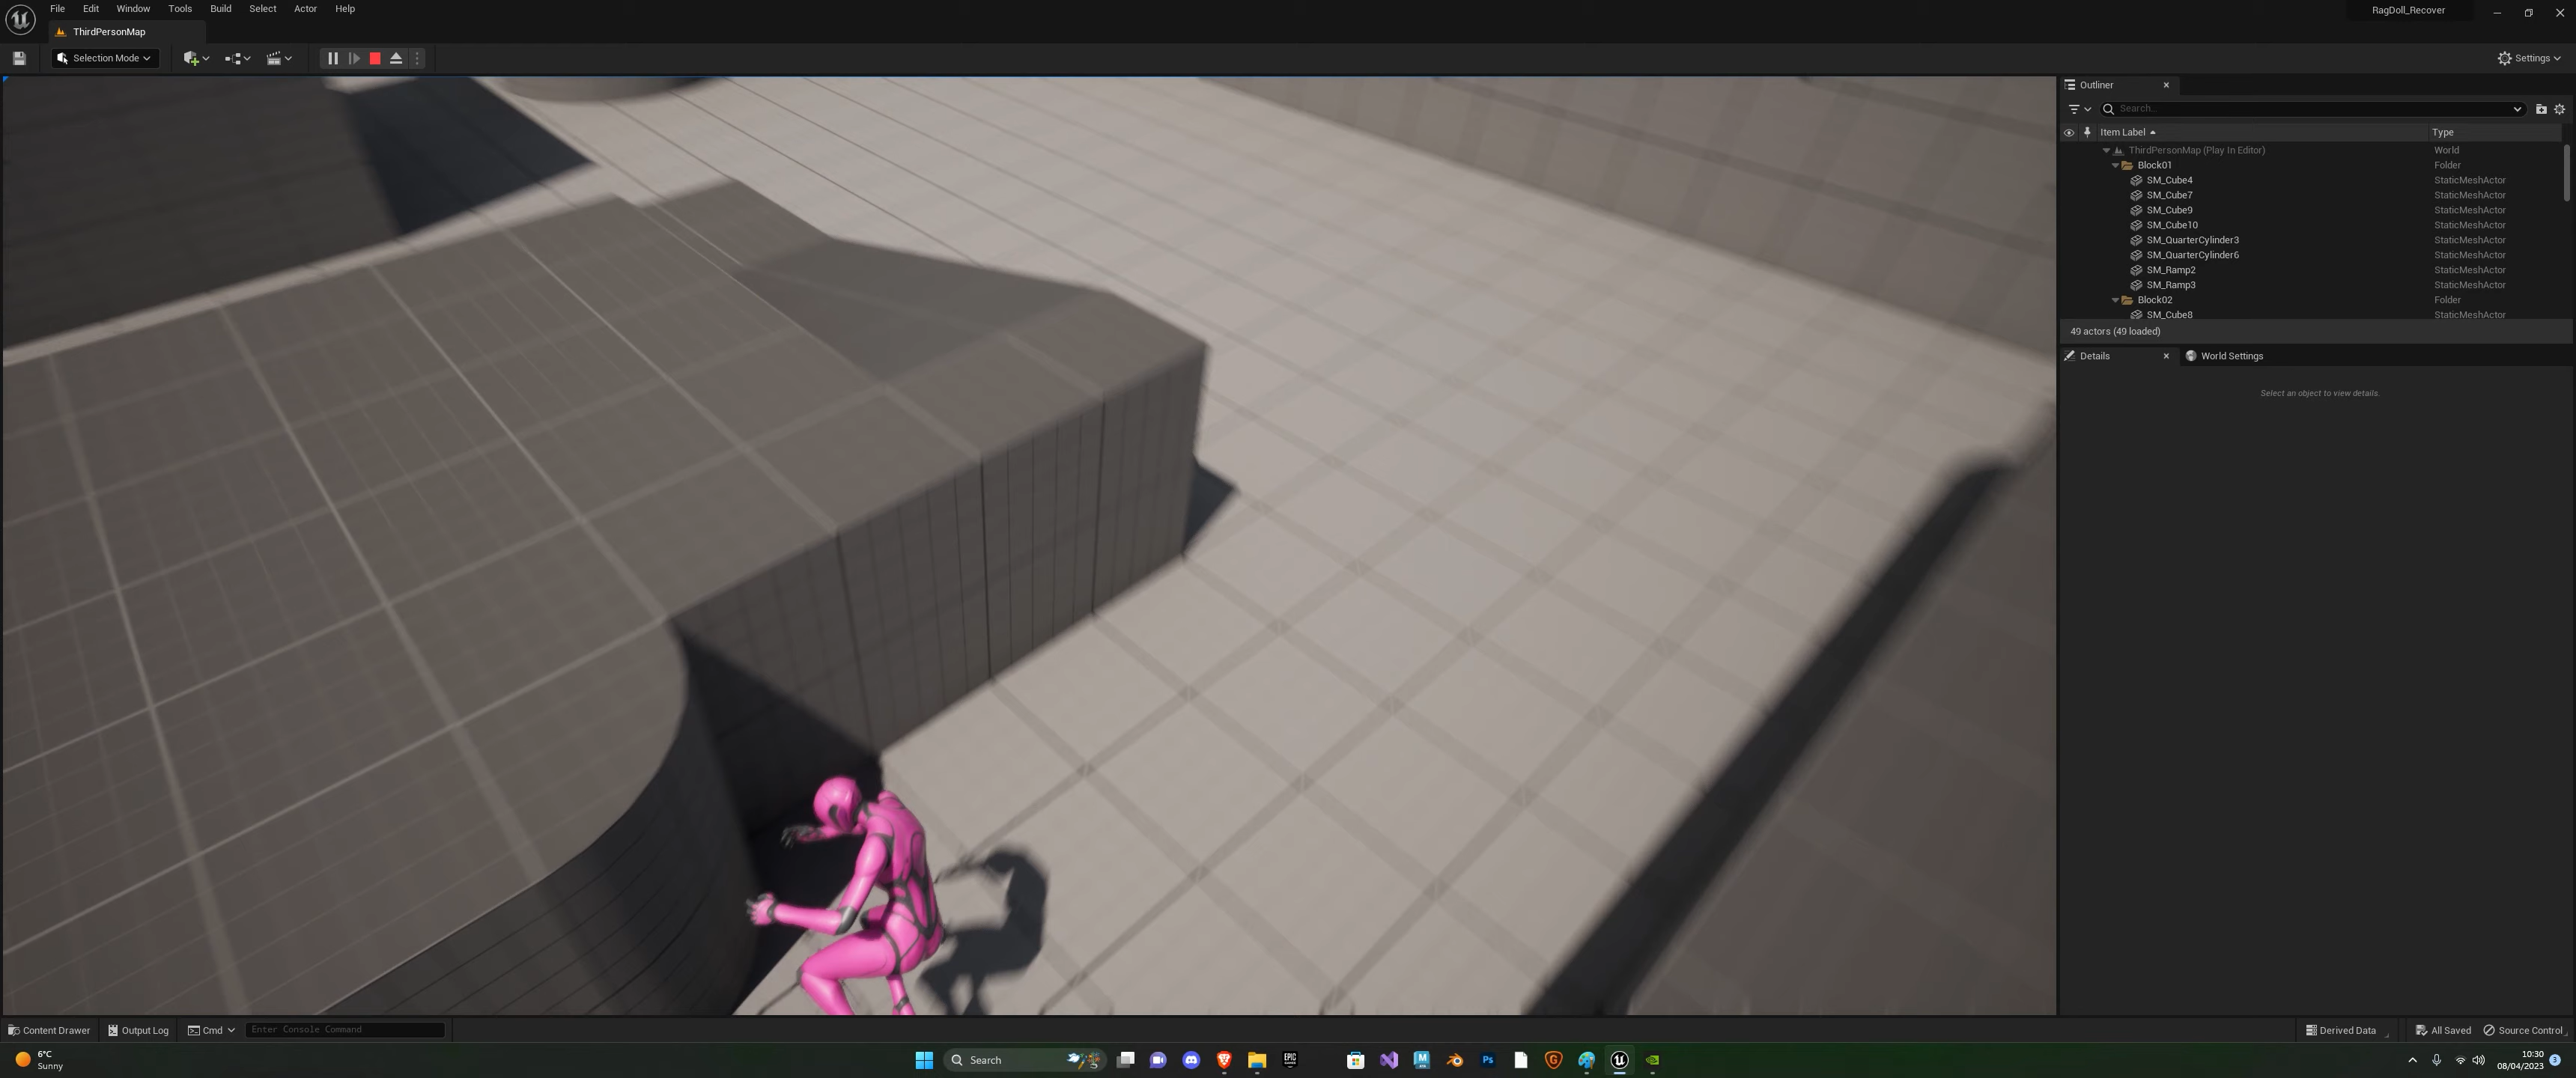 File Edit Window Tools Build Select Actor Help
RagDoll_Recover
ThirdPersonMap
Selection Mode
Settings
Outliner
Search...
Item Label Type
ThirdPersonMap (Play In Editor) World
Block01 Folder
SM_Cube4 StaticMeshActor
SM_Cube7 StaticMeshActor
SM_Cube9 StaticMeshActor
SM_Cube10 StaticMeshActor
SM_QuarterCylinder3 StaticMeshActor
SM_QuarterCylinder6 StaticMeshActor
SM_Ramp2 StaticMeshActor
SM_Ramp3 StaticMeshActor
Block02 Folder
SM_Cube8 StaticMeshActor
49 actors (49 loaded)
Details World Settings
Select an object to view details.
Content Drawer Output Log Cmd Enter Console Command
Derived Data All Saved Source Control
6°C
Sunny
Search
EPIC
M
Ps
G
10:30
08/04/2023
3